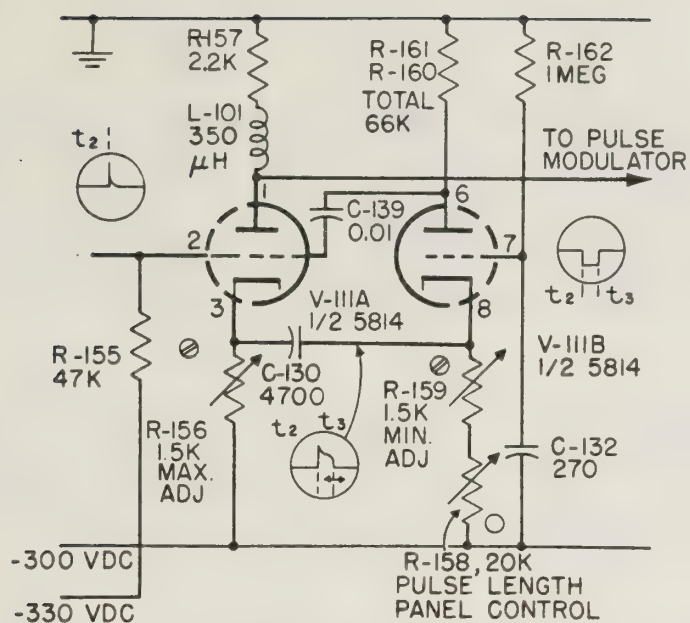 R-157
2.2K
L-101
350
μH
R-161
R-160
TOTAL
66K
R-162
1 MEG
t2
TO PULSE
MODULATOR
1
6
C-139
0.01
2
7
3
8
t2 t3
V-111A
1/2 5814
V-111B
1/2 5814
R-155
47K
C-130
4700
R-159
1.5K
MIN.
ADJ
R-156
1.5K
MAX.
ADJ
t2 t3
C-132
270
-300 VDC
R-158, 20K
PULSE LENGTH
PANEL CONTROL
-330 VDC